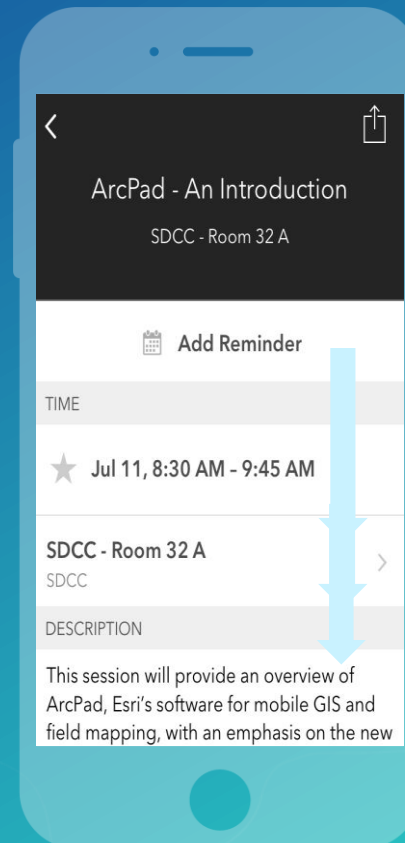 ArcPad - An Introduction
SDCC - Room 32 A
Add Reminder
TIME
Jul 11, 8:30 AM - 9:45 AM
SDCC - Room 32 A
SDCC
DESCRIPTION
This session will provide an overview of
ArcPad, Esri's software for mobile GIS and
field mapping, with an emphasis on the new